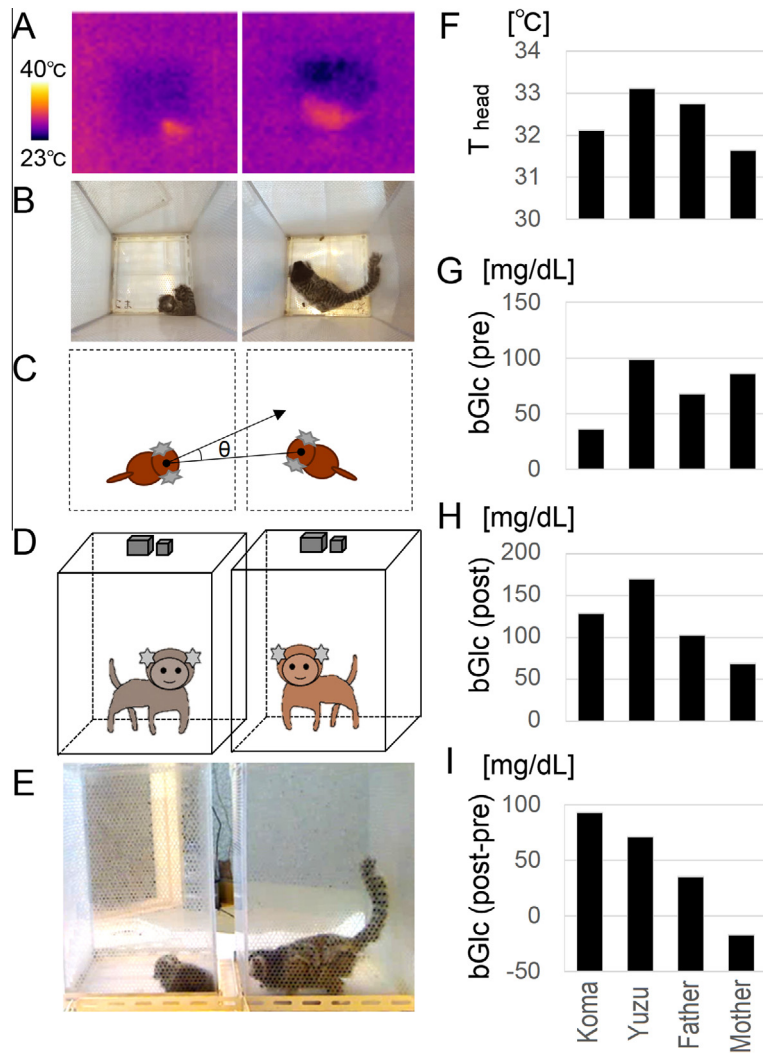 A
40℃
23℃
B
C
θ
D
E
F [℃]
T head
34
33
32
31
30
G [mg/dL]
bGlc (pre)
150
100
50
0
H [mg/dL]
bGlc (post)
200
150
100
50
0
I [mg/dL]
bGlc (post-pre)
100
50
0
-50
Koma
Yuzu
Father
Mother